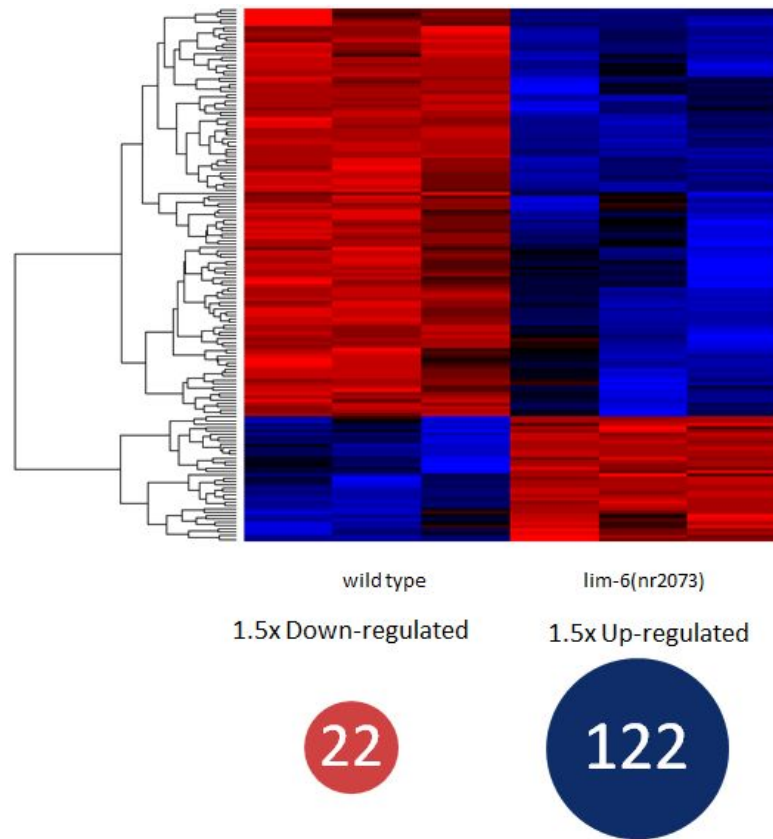 wild type lim-6(nr2073)
1.5x Down-regulated 1.5x Up-regulated
22 122